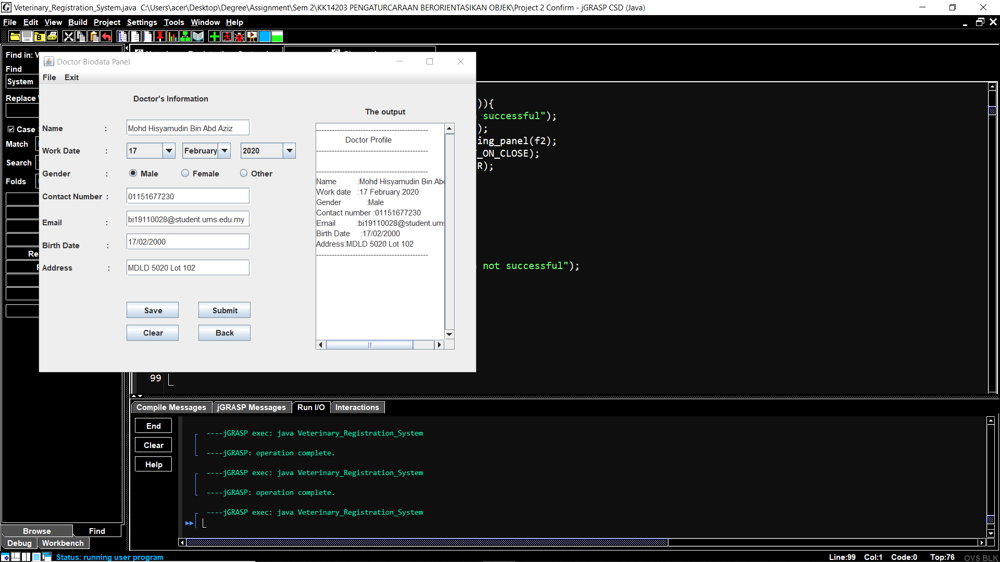 Veterinary_Registration_System.java  C:\Users\acer\Desktop\Degree\Assignment\Sem 2\KK14203 PENGATURCARAAN BERORIENTASIKAN OBJEK\Project 2 Confirm - jGRASP CSD (Java)
File Edit View Build Project Settings Tools Window Help
Find in:
Find
System
Replace
Case
Match
Search
Folds
Doctor Biodata Panel
File Exit
Doctor's Information
Name : Mohd Hisyamudin Bin Abd Aziz
Work Date : 17 February 2020
Gender : Male Female Other
Contact Number : 01151677230
Email : bi19110028@student.ums.edu.my
Birth Date : 17/02/2000
Address : MDLD 5020 Lot 102
Save Submit
Clear Back
The output
-------------------------------------------
Doctor Profile
-------------------------------------------
-------------------------------------------
Name :Mohd Hisyamudin Bin
Work date :17 February 2020
Gender :Male
Contact number :01151677230
Email :bi19110028@student.ums
Birth Date :17/02/2000
Address:MDLD 5020 Lot 102
-------------------------------------------
)){
successful");
);
ing_panel(f2);
_ON_CLOSE);
R);
not successful");
99
Compile Messages jGRASP Messages Run I/O Interactions
End
Clear
Help
----jGRASP exec: java Veterinary_Registration_System
----jGRASP: operation complete.
----jGRASP exec: java Veterinary_Registration_System
----jGRASP: operation complete.
----jGRASP exec: java Veterinary_Registration_System
Browse Find
Debug Workbench
Status: running user program
Line:99 Col:1 Code:0 Top:76 OVS BLK